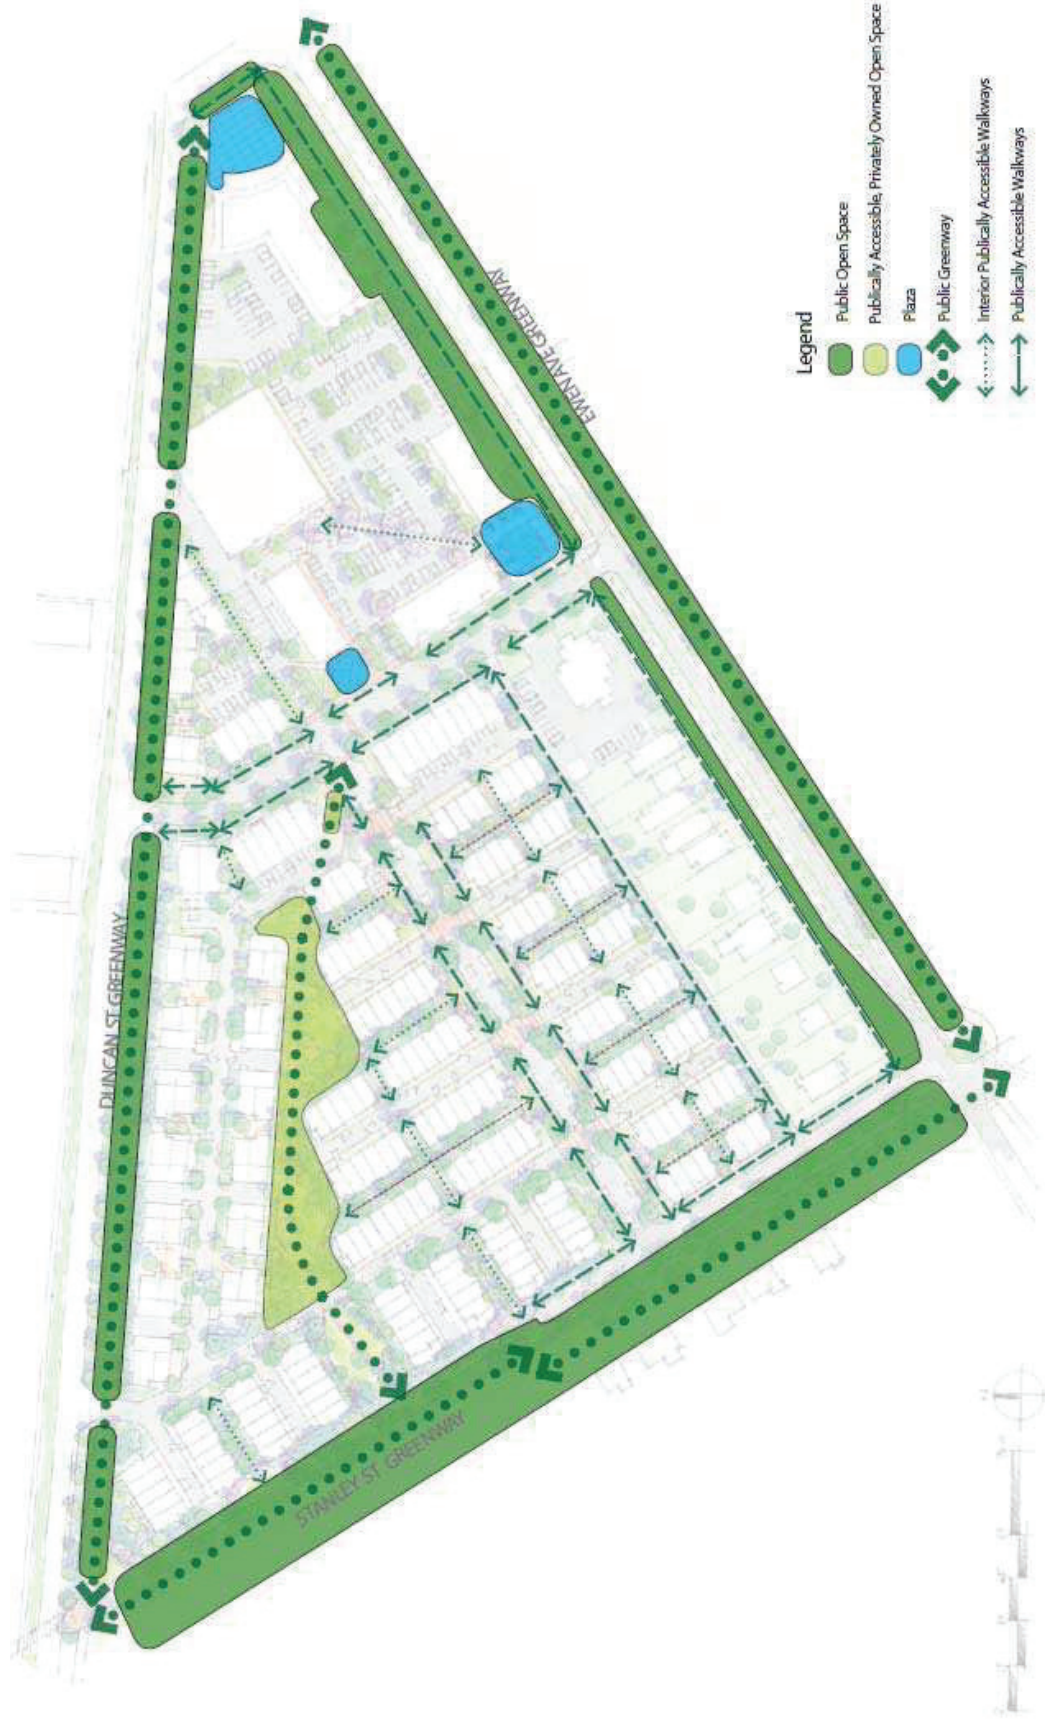 DUNCAN ST GREENWAY
EWEN AVE GREENWAY
STANLEY ST GREENWAY
Legend
Public Open Space
Publically Accessible, Privately Owned Open Space
Plaza
Public Greenway
Interior Publically Accessible Walkways
Publically Accessible Walkways